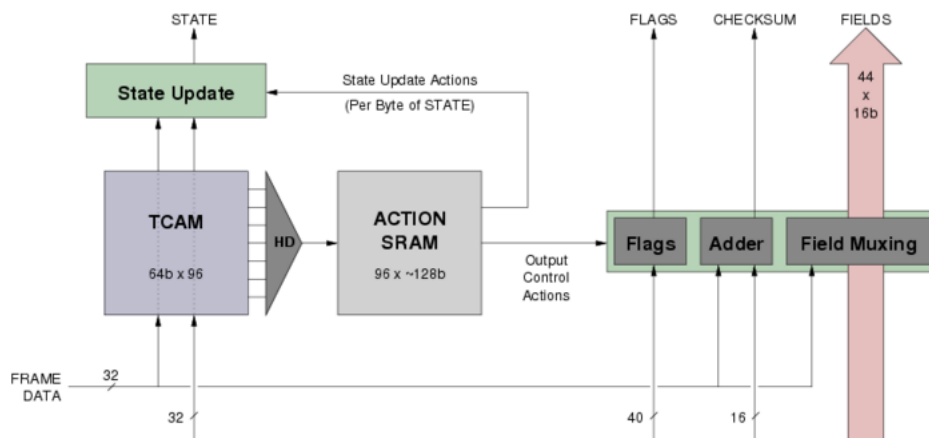 STATE
FLAGS
CHECKSUM
FIELDS
State Update
State Update Actions
(Per Byte of STATE)
44
x
16b
TCAM
64b x 96
HD
ACTION
SRAM
96 x ~128b
Output
Control
Actions
Flags
Adder
Field Muxing
FRAME
DATA
32
32
40
16